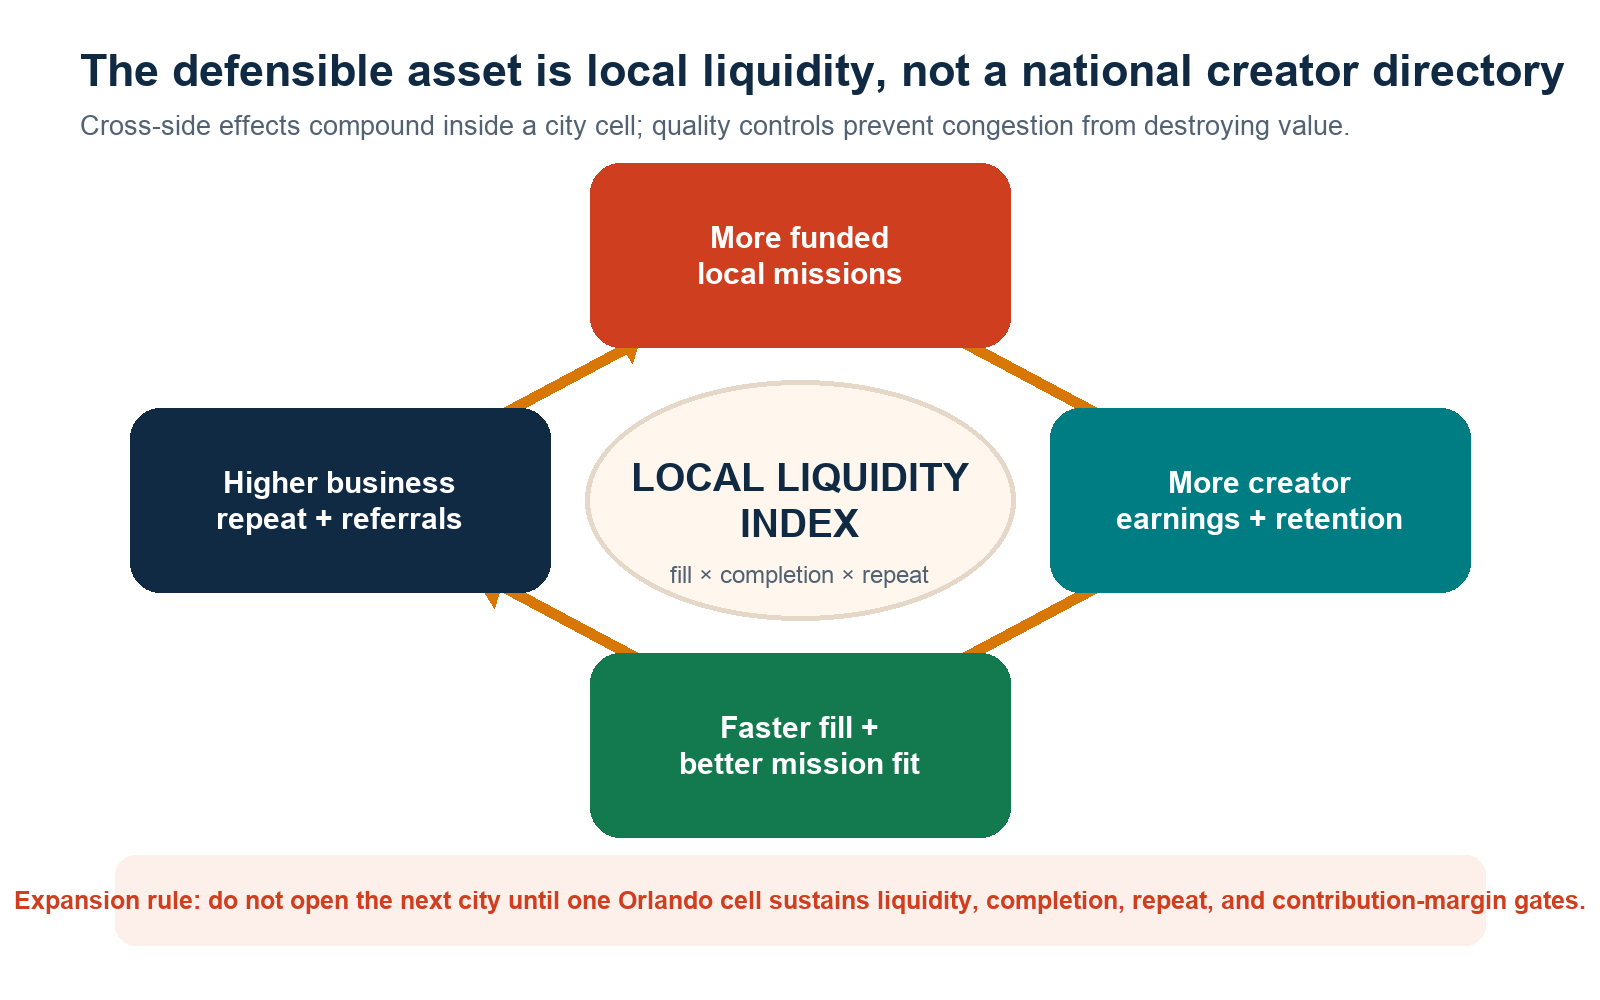 The defensible asset is local liquidity, not a national creator directory
Cross-side effects compound inside a city cell; quality controls prevent congestion from destroying value.
More funded
local missions
Higher business
repeat + referrals
LOCAL LIQUIDITY
INDEX
fill × completion × repeat
More creator
earnings + retention
Faster fill +
better mission fit
Expansion rule: do not open the next city until one Orlando cell sustains liquidity, completion, repeat, and contribution-margin gates.